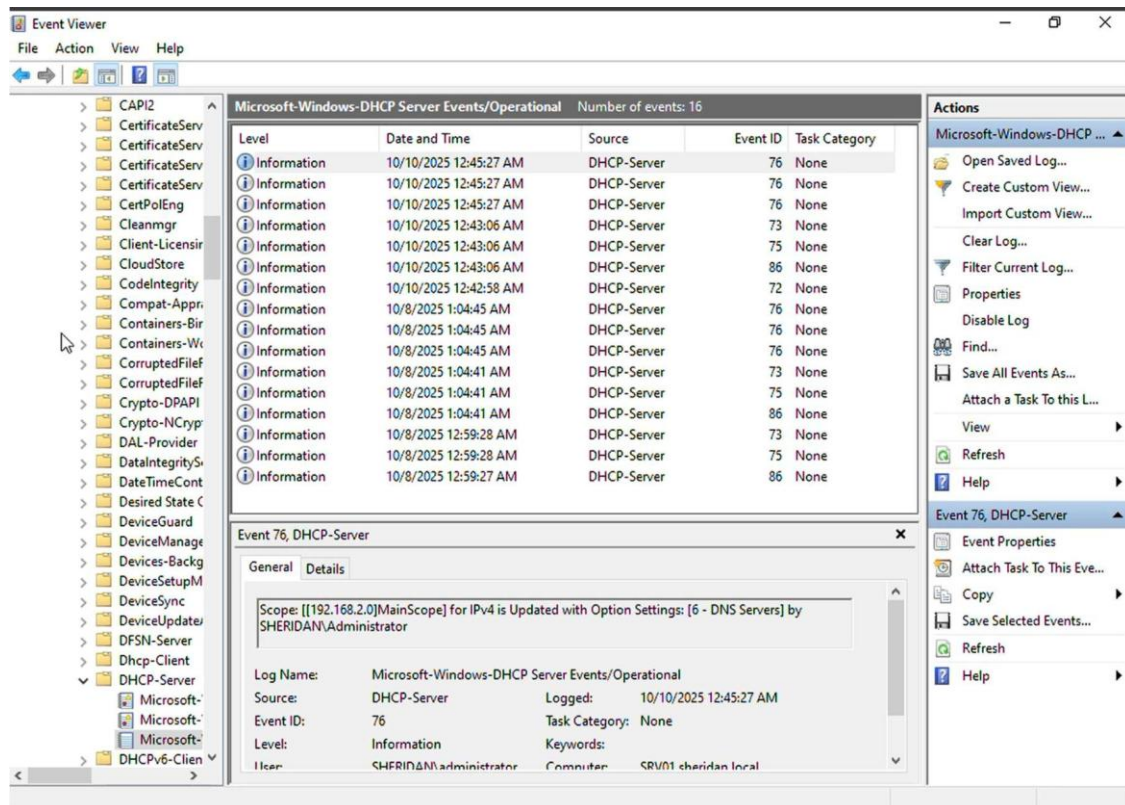 Event Viewer
File Action View Help
CAPI2
CertificateServ
CertificateServ
CertificateServ
CertificateServ
CertPolEng
Cleanmgr
Client-Licensir
CloudStore
CodeIntegrity
Compat-Appr
Containers-Bir
Containers-Wo
CorruptedFileF
CorruptedFileF
Crypto-DPAPI
Crypto-NCryp
DAL-Provider
DataIntegrityS
DateTimeCont
Desired State C
DeviceGuard
DeviceManage
Devices-Backg
DeviceSetupM
DeviceSync
DeviceUpdate
DFSN-Server
Dhcp-Client
DHCP-Server
Microsoft-
Microsoft-
Microsoft-
DHCPv6-Clien
Microsoft-Windows-DHCP Server Events/Operational Number of events: 16
Level Date and Time Source Event ID Task Category
Information 10/10/2025 12:45:27 AM DHCP-Server 76 None
Information 10/10/2025 12:45:27 AM DHCP-Server 76 None
Information 10/10/2025 12:45:27 AM DHCP-Server 76 None
Information 10/10/2025 12:43:06 AM DHCP-Server 73 None
Information 10/10/2025 12:43:06 AM DHCP-Server 75 None
Information 10/10/2025 12:43:06 AM DHCP-Server 86 None
Information 10/10/2025 12:42:58 AM DHCP-Server 72 None
Information 10/8/2025 1:04:45 AM DHCP-Server 76 None
Information 10/8/2025 1:04:45 AM DHCP-Server 76 None
Information 10/8/2025 1:04:45 AM DHCP-Server 76 None
Information 10/8/2025 1:04:41 AM DHCP-Server 73 None
Information 10/8/2025 1:04:41 AM DHCP-Server 75 None
Information 10/8/2025 1:04:41 AM DHCP-Server 86 None
Information 10/8/2025 12:59:28 AM DHCP-Server 73 None
Information 10/8/2025 12:59:28 AM DHCP-Server 75 None
Information 10/8/2025 12:59:27 AM DHCP-Server 86 None
Event 76, DHCP-Server
General Details
Scope: [[192.168.2.0]MainScope] for IPv4 is Updated with Option Settings: [6 - DNS Servers] by
SHERIDAN\Administrator
Log Name: Microsoft-Windows-DHCP Server Events/Operational
Source: DHCP-Server Logged: 10/10/2025 12:45:27 AM
Event ID: 76 Task Category: None
Level: Information Keywords:
User: SHERIDAN\administrator Computer: SRV01.sheridan.local
Actions
Microsoft-Windows-DHCP ...
Open Saved Log...
Create Custom View...
Import Custom View...
Clear Log...
Filter Current Log...
Properties
Disable Log
Find...
Save All Events As...
Attach a Task To this L...
View
Refresh
Help
Event 76, DHCP-Server
Event Properties
Attach Task To This Eve...
Copy
Save Selected Events...
Refresh
Help